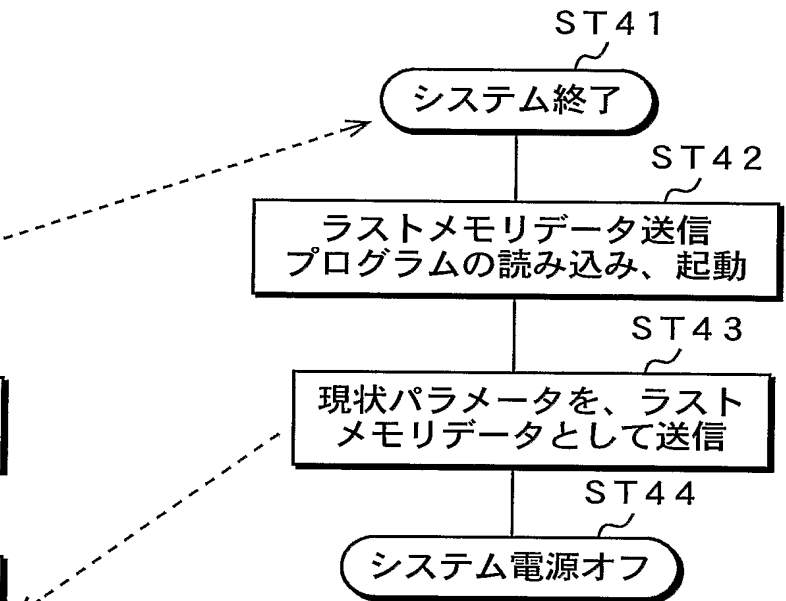 ＳＴ４１
システム終了
ＳＴ４２
ラストメモリデータ送信
プログラムの読み込み、起動
ＳＴ４３
現状パラメータを、ラスト
メモリデータとして送信
ＳＴ４４
システム電源オフ